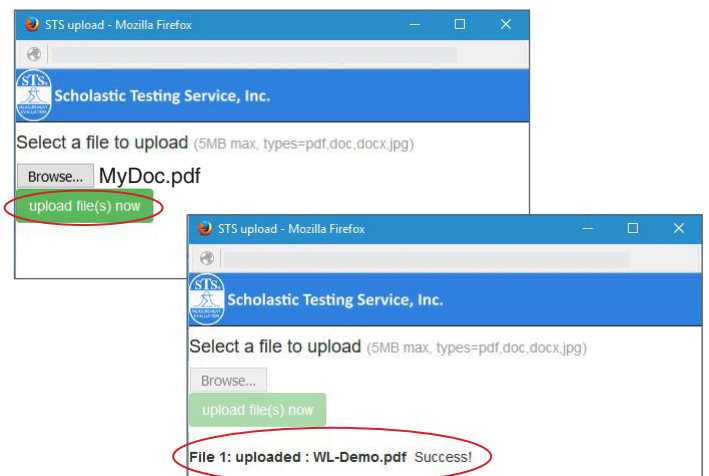 STS upload - Mozilla Firefox
STS.
Scholastic Testing Service, Inc.
Select a file to upload (5MB max, types=pdf,doc,docx,jpg)
Browse... MyDoc.pdf
upload file(s) now
STS upload - Mozilla Firefox
STS.
Scholastic Testing Service, Inc.
Select a file to upload (5MB max, types=pdf,doc,docx,jpg)
Browse...
upload file(s) now
File 1: uploaded : WL-Demo.pdf Success!